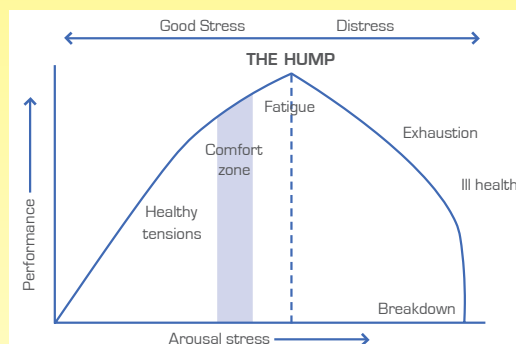 Good Stress
Distress
THE HUMP
Fatigue
Comfort
zone
Exhaustion
Ill health
Healthy
tensions
Performance
Breakdown
Arousal stress